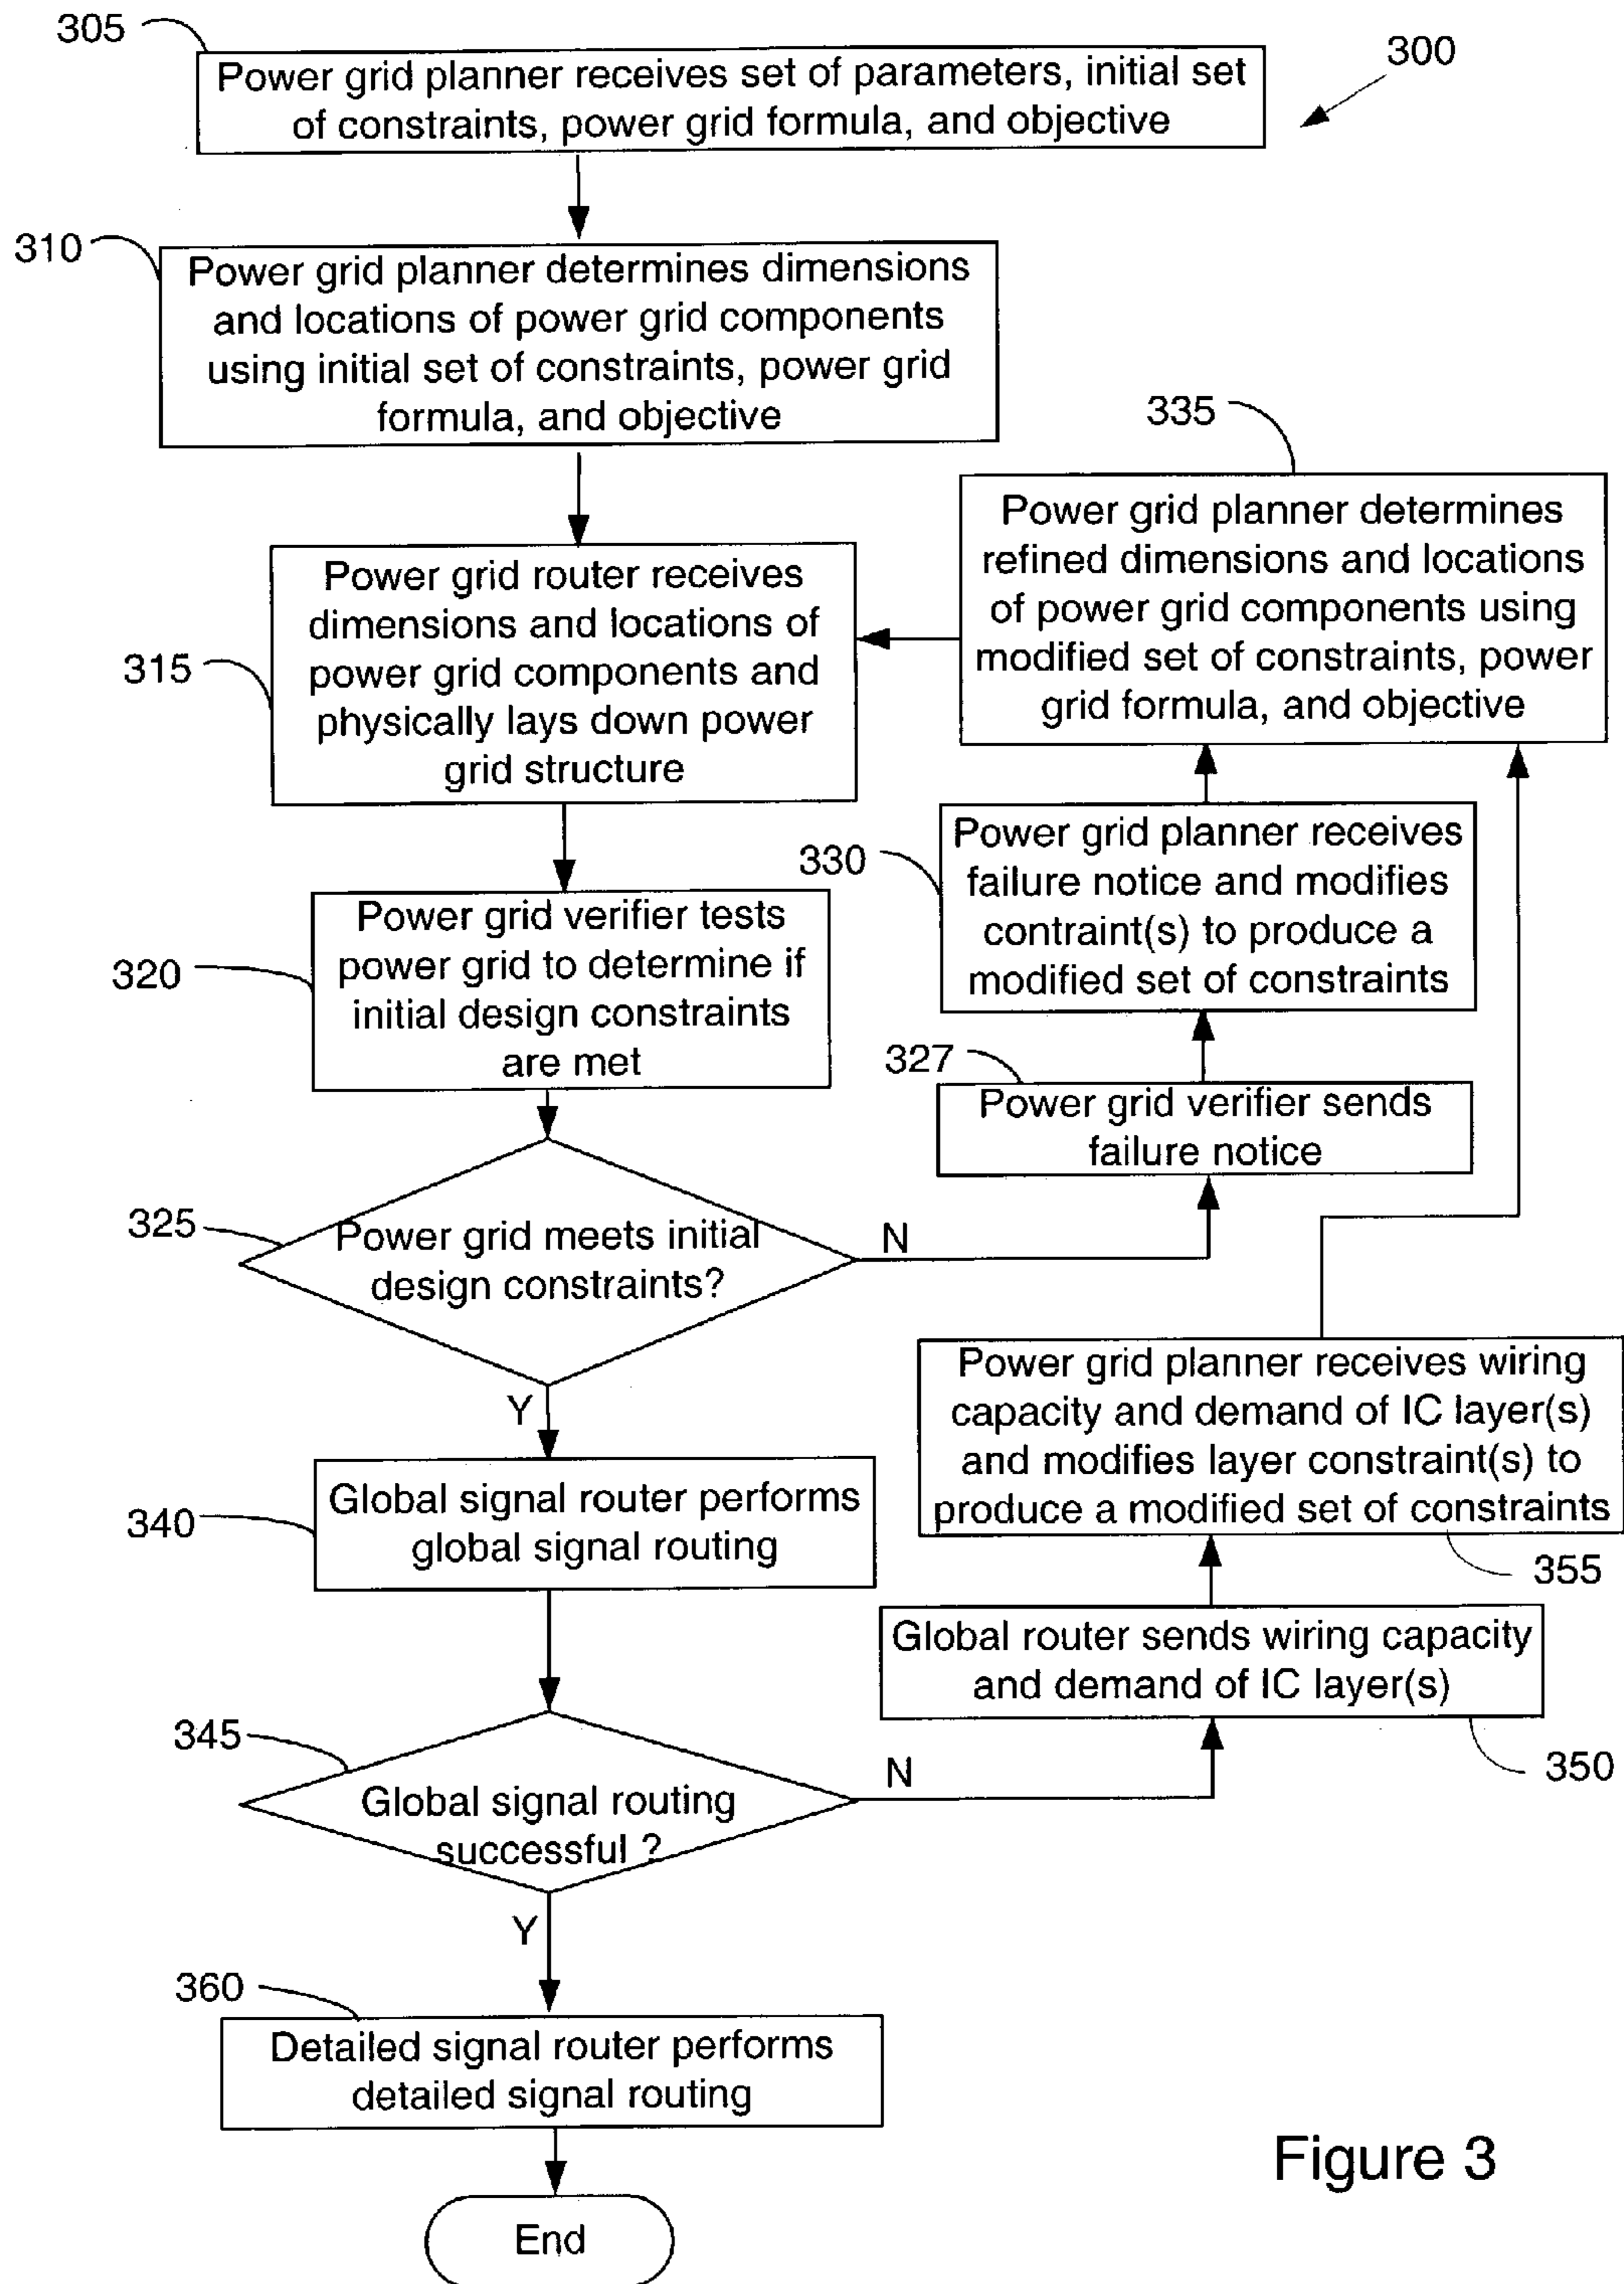 305
Power grid planner receives set of parameters, initial set
of constraints, power grid formula, and objective
300
310
Power grid planner determines dimensions
and locations of power grid components
using initial set of constraints, power grid
formula, and objective
335
Power grid planner determines
refined dimensions and locations
of power grid components using
modified set of constraints, power
grid formula, and objective
315
Power grid router receives
dimensions and locations of
power grid components and
physically lays down power
grid structure
330
Power grid planner receives
failure notice and modifies
contraint(s) to produce a
modified set of constraints
320
Power grid verifier tests
power grid to determine if
initial design constraints
are met
327
Power grid verifier sends
failure notice
325
Power grid meets initial
design constraints?
N
Y
Power grid planner receives wiring
capacity and demand of IC layer(s)
and modifies layer constraint(s) to
produce a modified set of constraints
355
340
Global signal router performs
global signal routing
Global router sends wiring capacity
and demand of IC layer(s)
350
345
Global signal routing
successful ?
N
Y
360
Detailed signal router performs
detailed signal routing
End
Figure 3